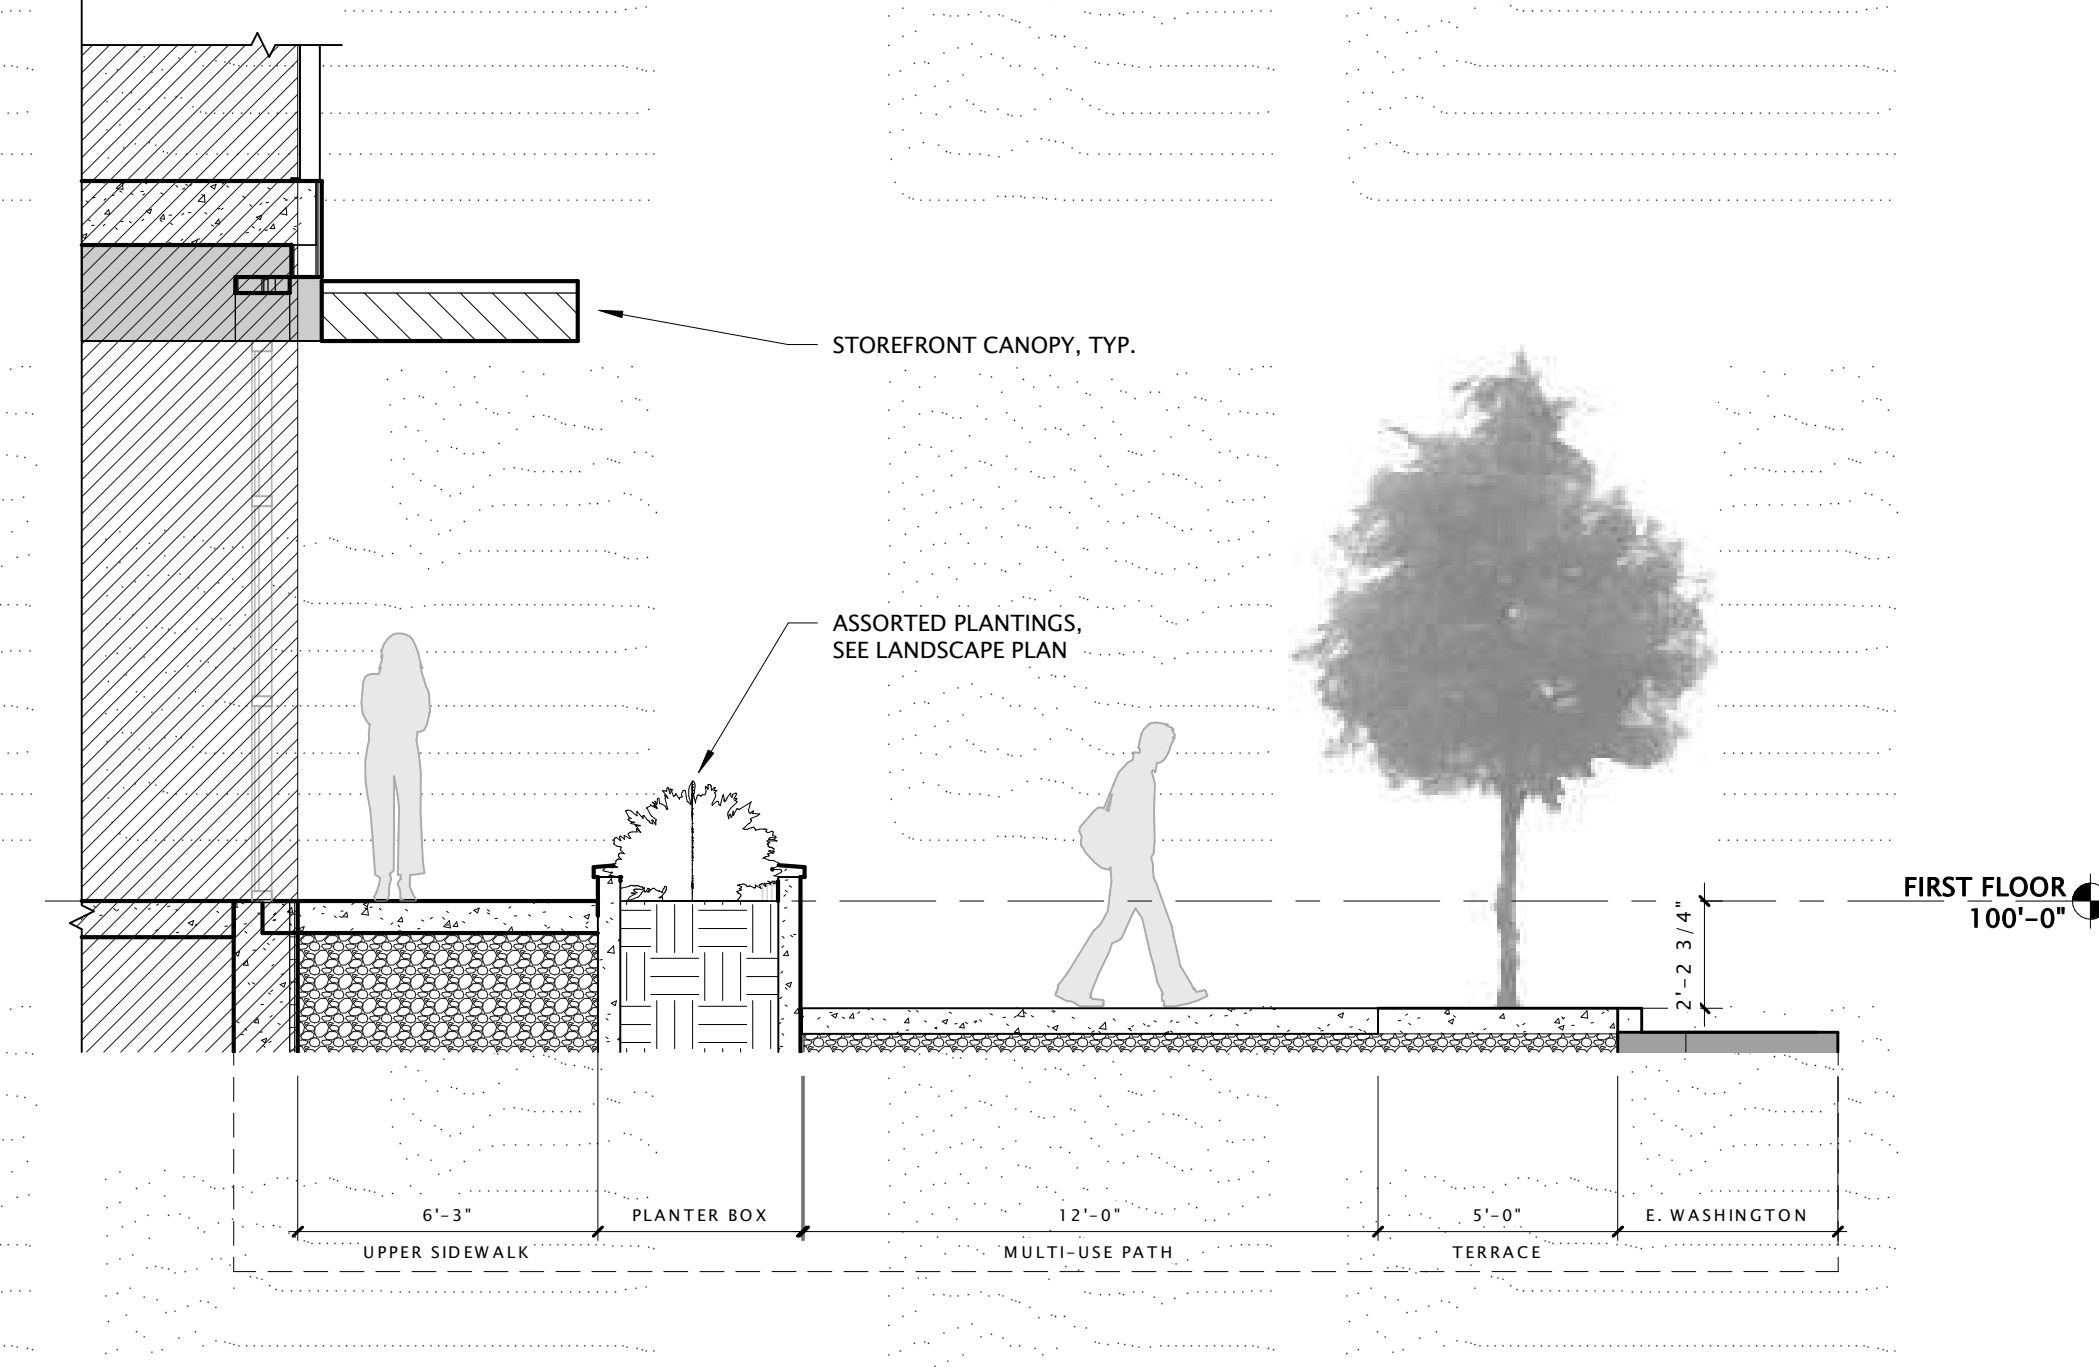 STOREFRONT CANOPY, TYP.
ASSORTED PLANTINGS,
SEE LANDSCAPE PLAN
FIRST FLOOR
100'-0"
2'-2 3/4"
6'-3"
PLANTER BOX
12'-0"
5'-0"
E. WASHINGTON
UPPER SIDEWALK
MULTI-USE PATH
TERRACE